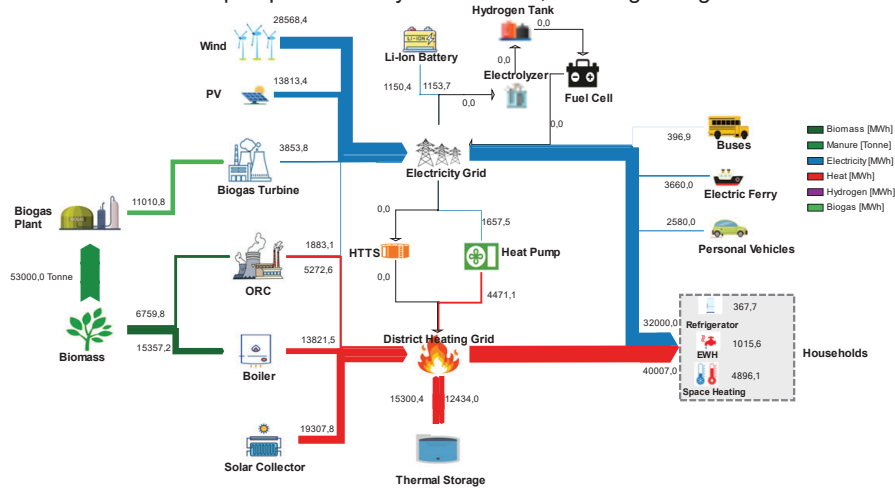 Hydrogen Tank
28568,4
0,0
Wind
Li-Ion Battery
0,0
13813,4
1150,4
1153,7
Electrolyzer
PV
0,0
Fuel Cell
0,0
396,9
Buses
3853,8
Electricity Grid
Biogas Turbine
3660,0
Electric Ferry
11010,8
Biogas
Plant
0,0
1657,5
2580,0
Personal Vehicles
HTTS
Heat Pump
1883,1
5272,6
ORC
0,0
53000,0 Tonne
4471,1
6759,8
15357,2
Biomass
13821,5
Boiler
District Heating Grid
32000,0
40007,0
367,7
Refrigerator
1015,6
EWH
4896,1
Space Heating
Households
15300,4
12434,0
19307,8
Solar Collector
Thermal Storage
Biomass [MWh]
Manure [Tonne]
Electricity [MWh]
Heat [MWh]
Hydrogen [MWh]
Biogas [MWh]